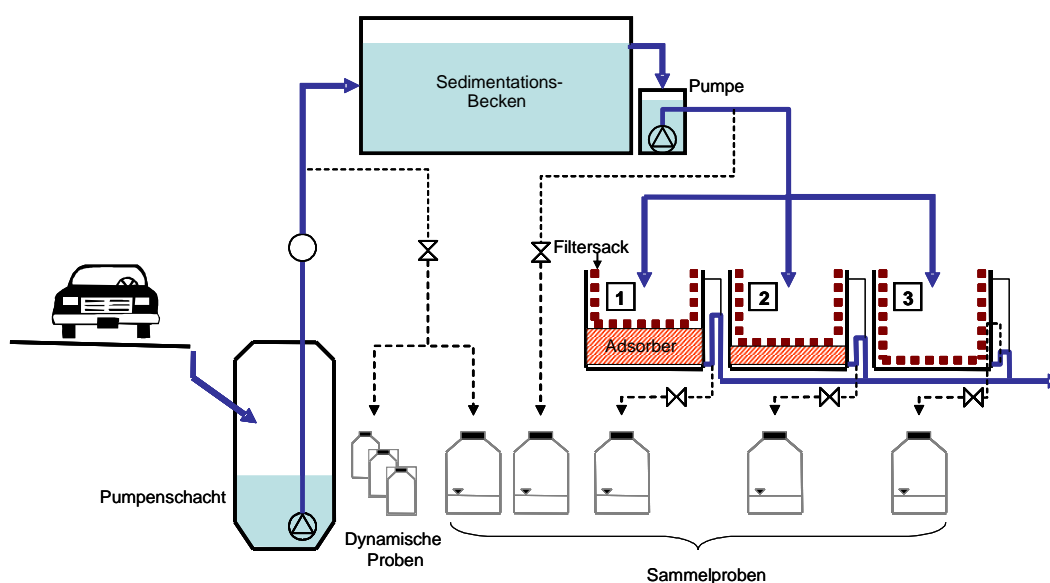 Sedimentations-
Becken
Pumpe
Filtersack
1
2
3
Adsorber
Pumpenschacht
Dynamische
Proben
Sammelproben